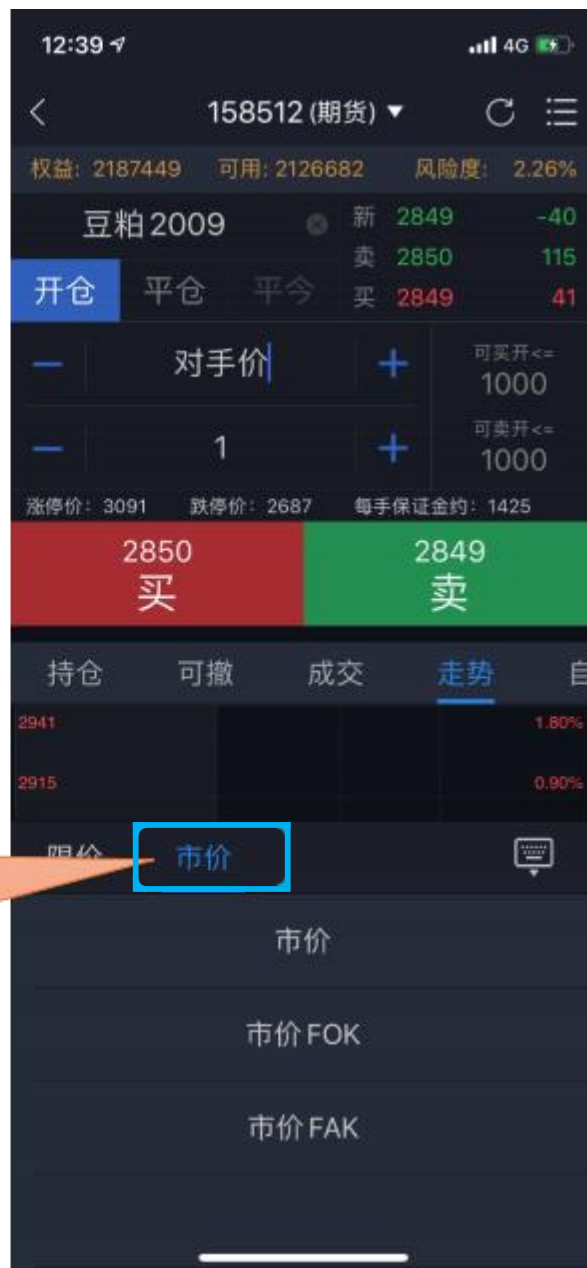 12:39 4G
158512 (期货)
权益: 2187449 可用: 2126682 风险度: 2.26%
豆粕2009 新 2849 -40
卖 2850 115
开仓 平仓 平今 买 2849 41
对手价 可买开<=
1000
1 可卖开<=
1000
涨停价: 3091 跌停价: 2687 每手保证金约: 1425
2850 2849
买 卖
持仓 可撤 成交 走势
2941 1.80%
2915 0.90%
限价 市价
市价
市价 FOK
市价 FAK